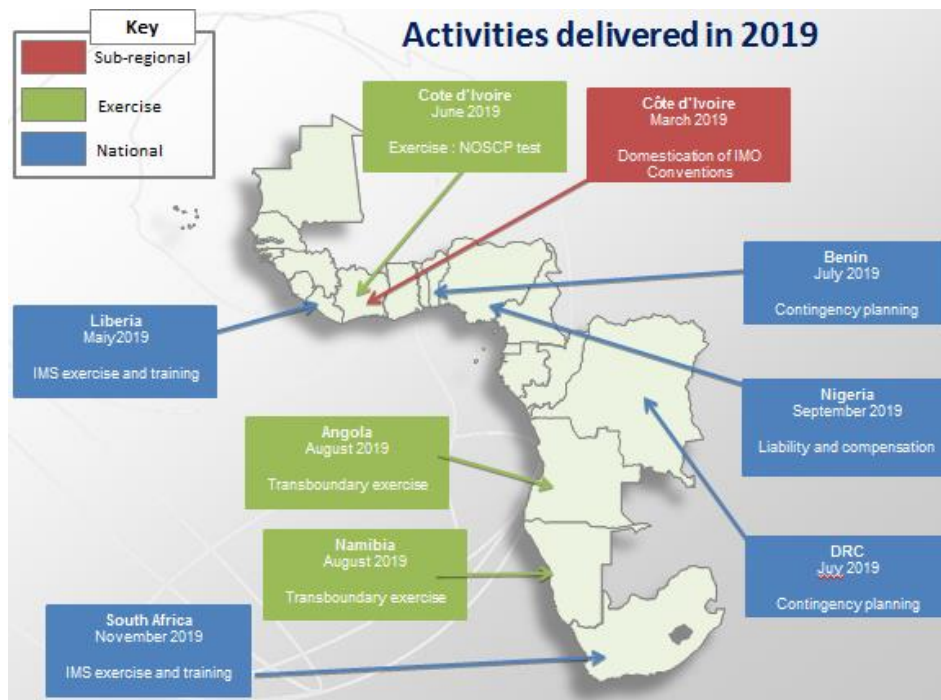 Activities delivered in 2019
Key
Sub-regional
Exercise
National
Cote d'Ivoire
June 2019
Exercise : NOSCP test
Côte d'Ivoire
March 2019
Domestication of IMO
Conventions
Benin
July 2019
Contingency planning
Liberia
Maiy2019
IMS exercise and training
Nigeria
September 2019
Liability and compensation
Angola
August 2019
Transboundary exercise
Namibia
August 2019
Transboundary exercise
DRC
Juy 2019
Contingency planning
South Africa
November 2019
IMS exercise and training